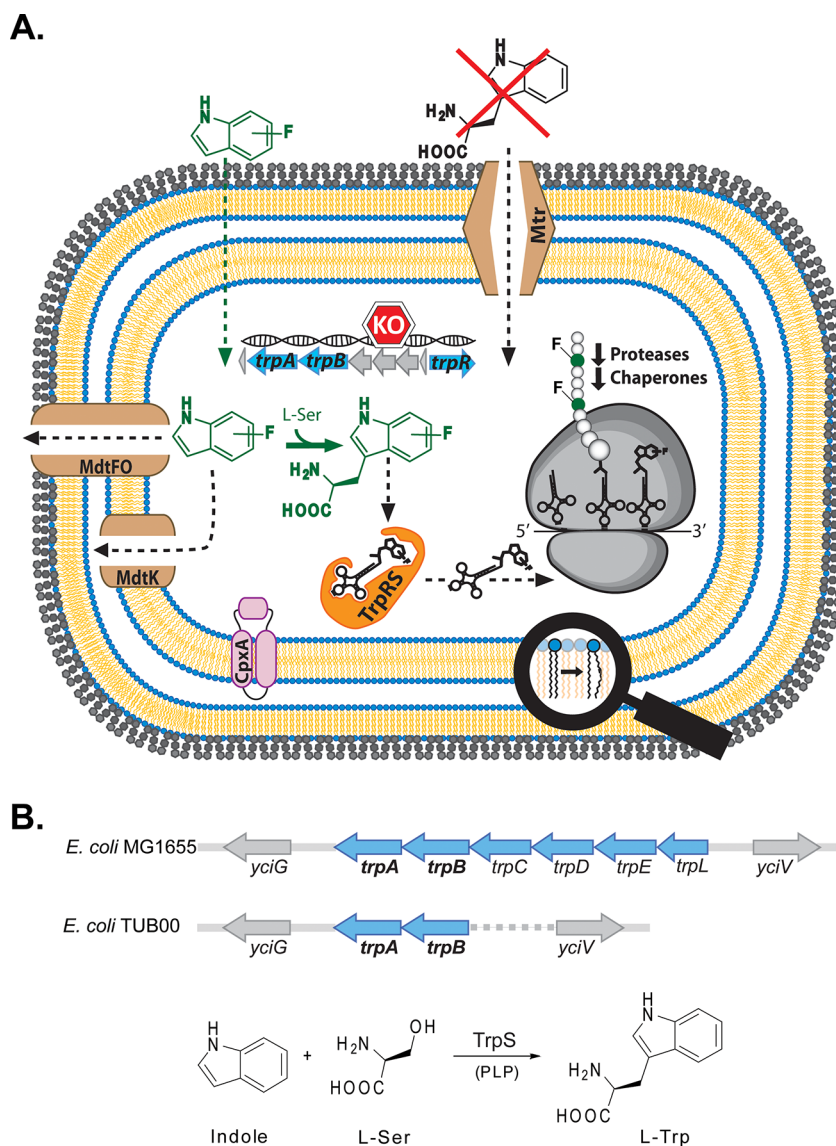 A.
H
N
F
H
N
H₂N
HOOC
Mtr
KO
trpA trpB trpR
F
F
Proteases
Chaperones
H
N
F
L-Ser
H
N
F
H₂N
HOOC
MdtFO
MdtK
F
5′ 3′
TrpRS
CpxA
B.
E. coli MG1655
yciG trpA trpB trpC trpD trpE trpL yciV
E. coli TUB00
yciG trpA trpB yciV
H
N
+
OH
H₂N
HOOC
TrpS
(PLP)
H
N
H₂N
HOOC
Indole L-Ser L-Trp